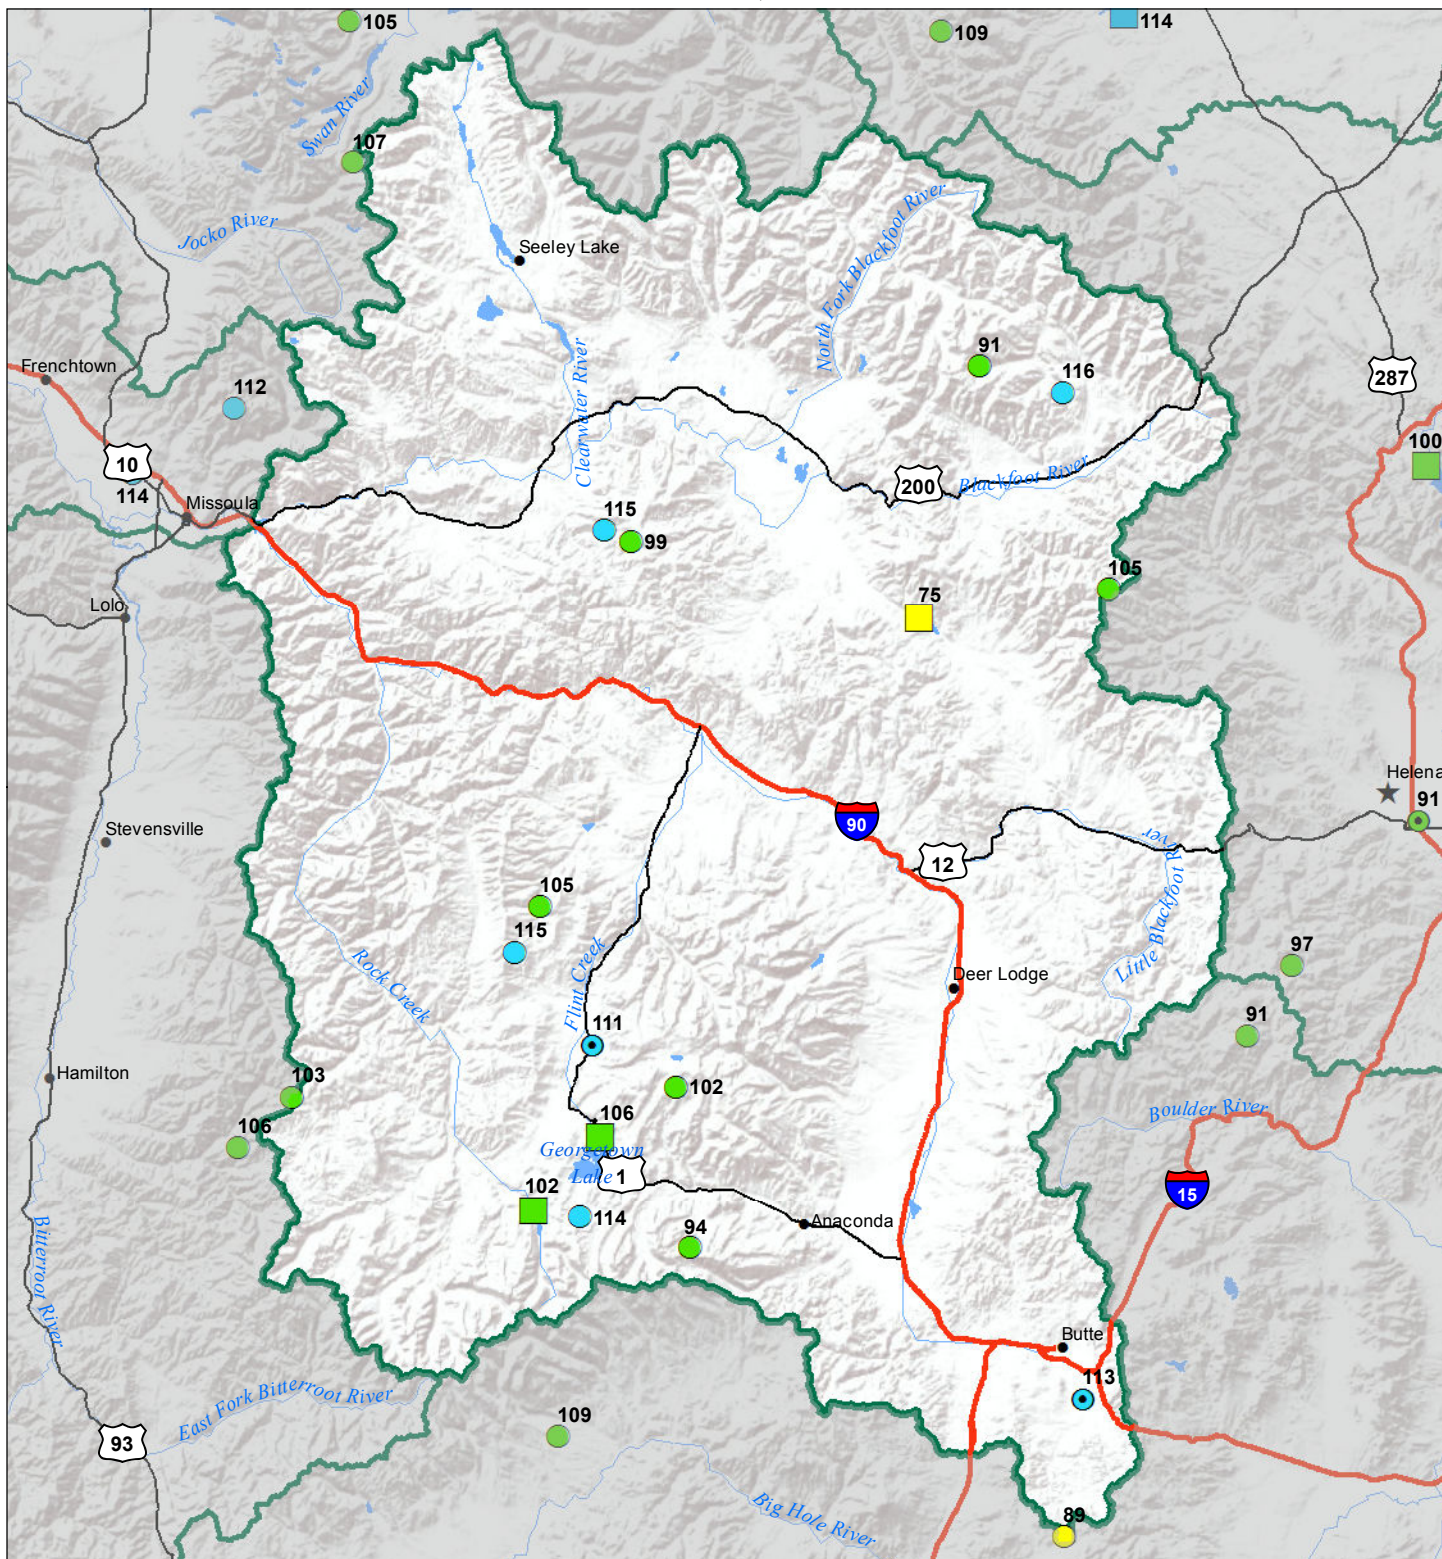 105
109
114
Swan River
107
Jocko River
North Fork Blackfoot River
Seeley Lake
Clearwater River
91
116
Frenchtown
287
112
100
10
114
Missoula
200
Blackfoot River
115
99
105
75
Lolo
Helena
91
90
12
Stevensville
Little Blackfoot River
105
115
97
Rock Creek
Flint Creek
Deer Lodge
91
111
Hamilton
103
102
Boulder River
106
106
Georgetown
Lake
1
15
102
114
Anaconda
94
Bitterroot River
Butte
113
East Fork Bitterroot River
109
93
Big Hole River
89